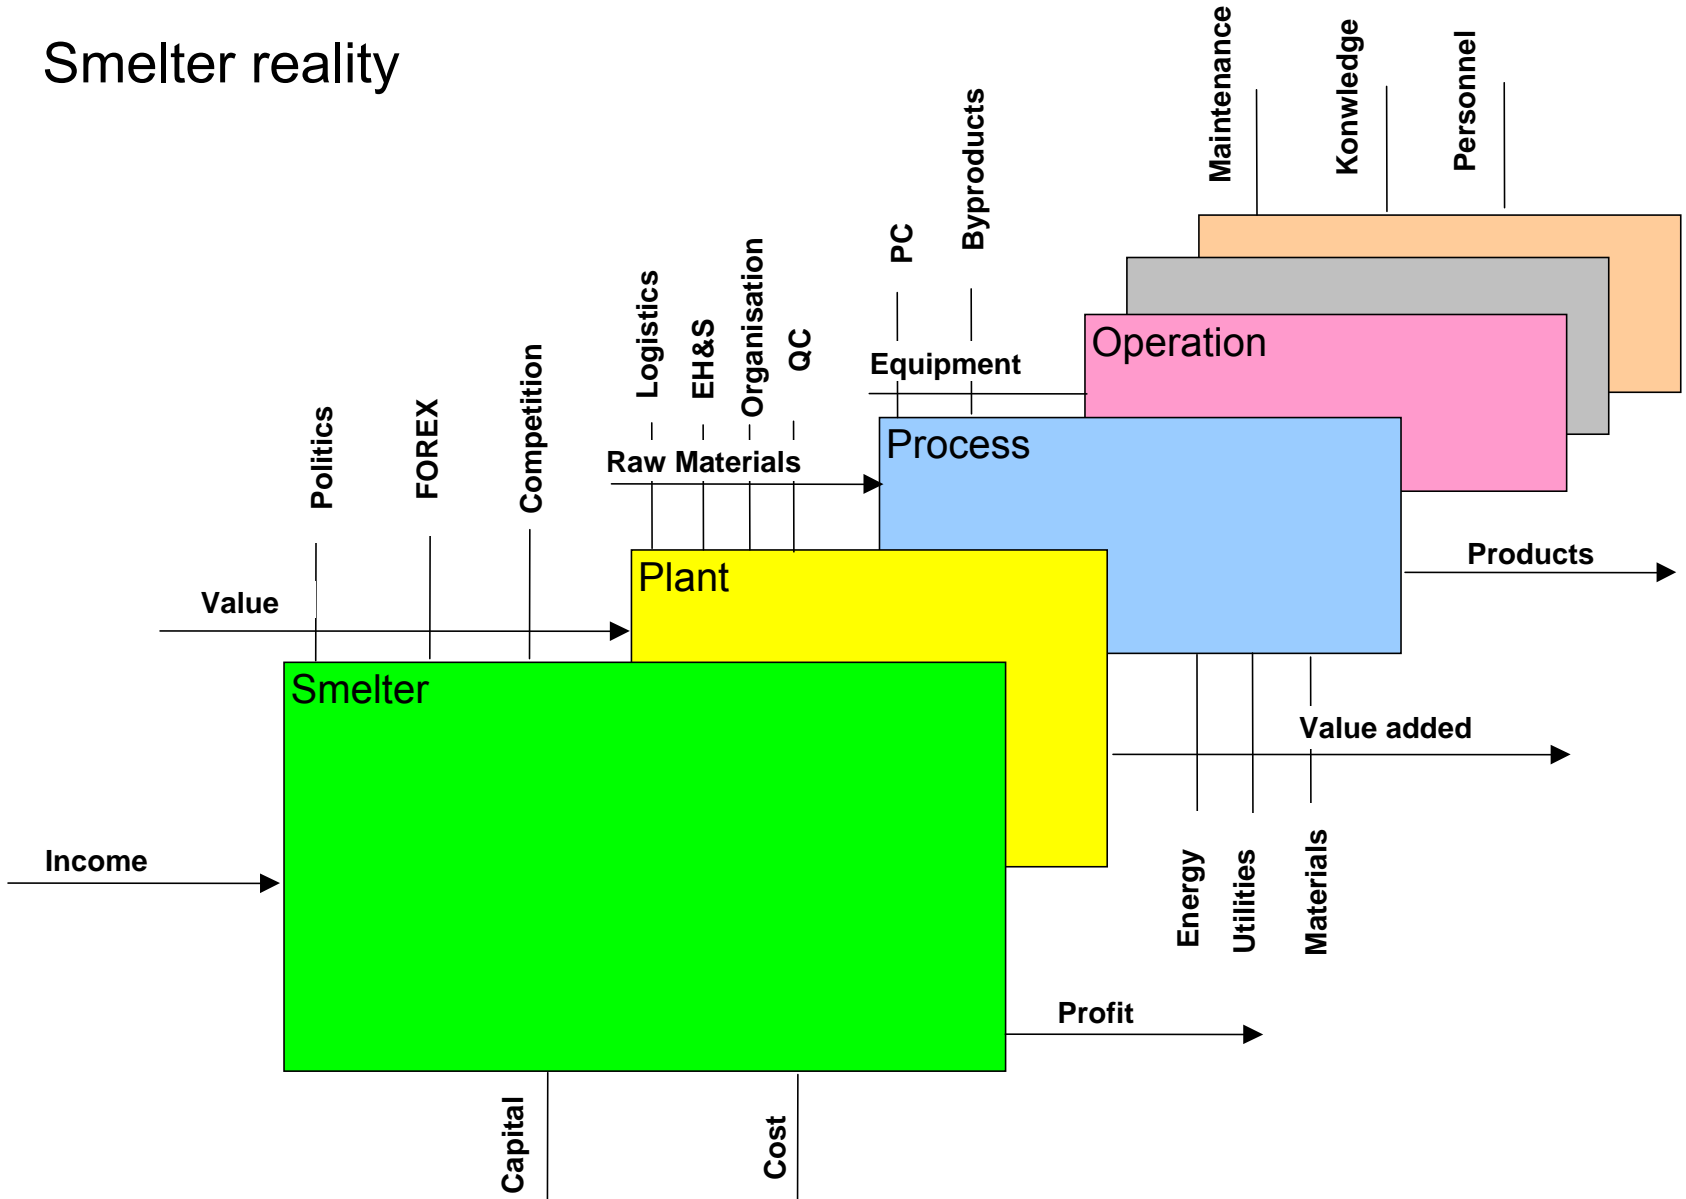 Smelter reality
Maintenance
Konwledge
Personnel
PC
Byproducts
Logistics
EH&S
Organisation
QC
Equipment
Operation
Politics
FOREX
Competition
Raw Materials
Process
Products
Value
Plant
Smelter
Value added
Income
Energy
Utilities
Materials
Profit
Capital
Cost